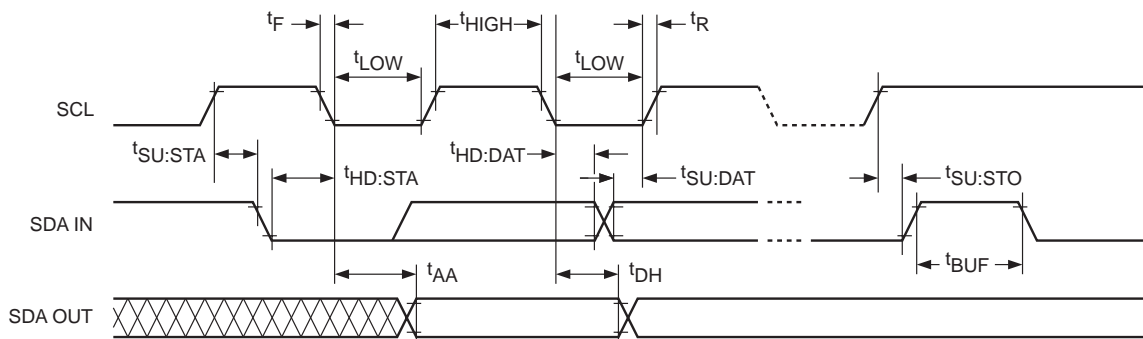 tF tHIGH tR
tLOW tLOW
SCL
tSU:STA tHD:DAT
tHD:STA tSU:DAT tSU:STO
SDA IN
tBUF
tAA tDH
SDA OUT